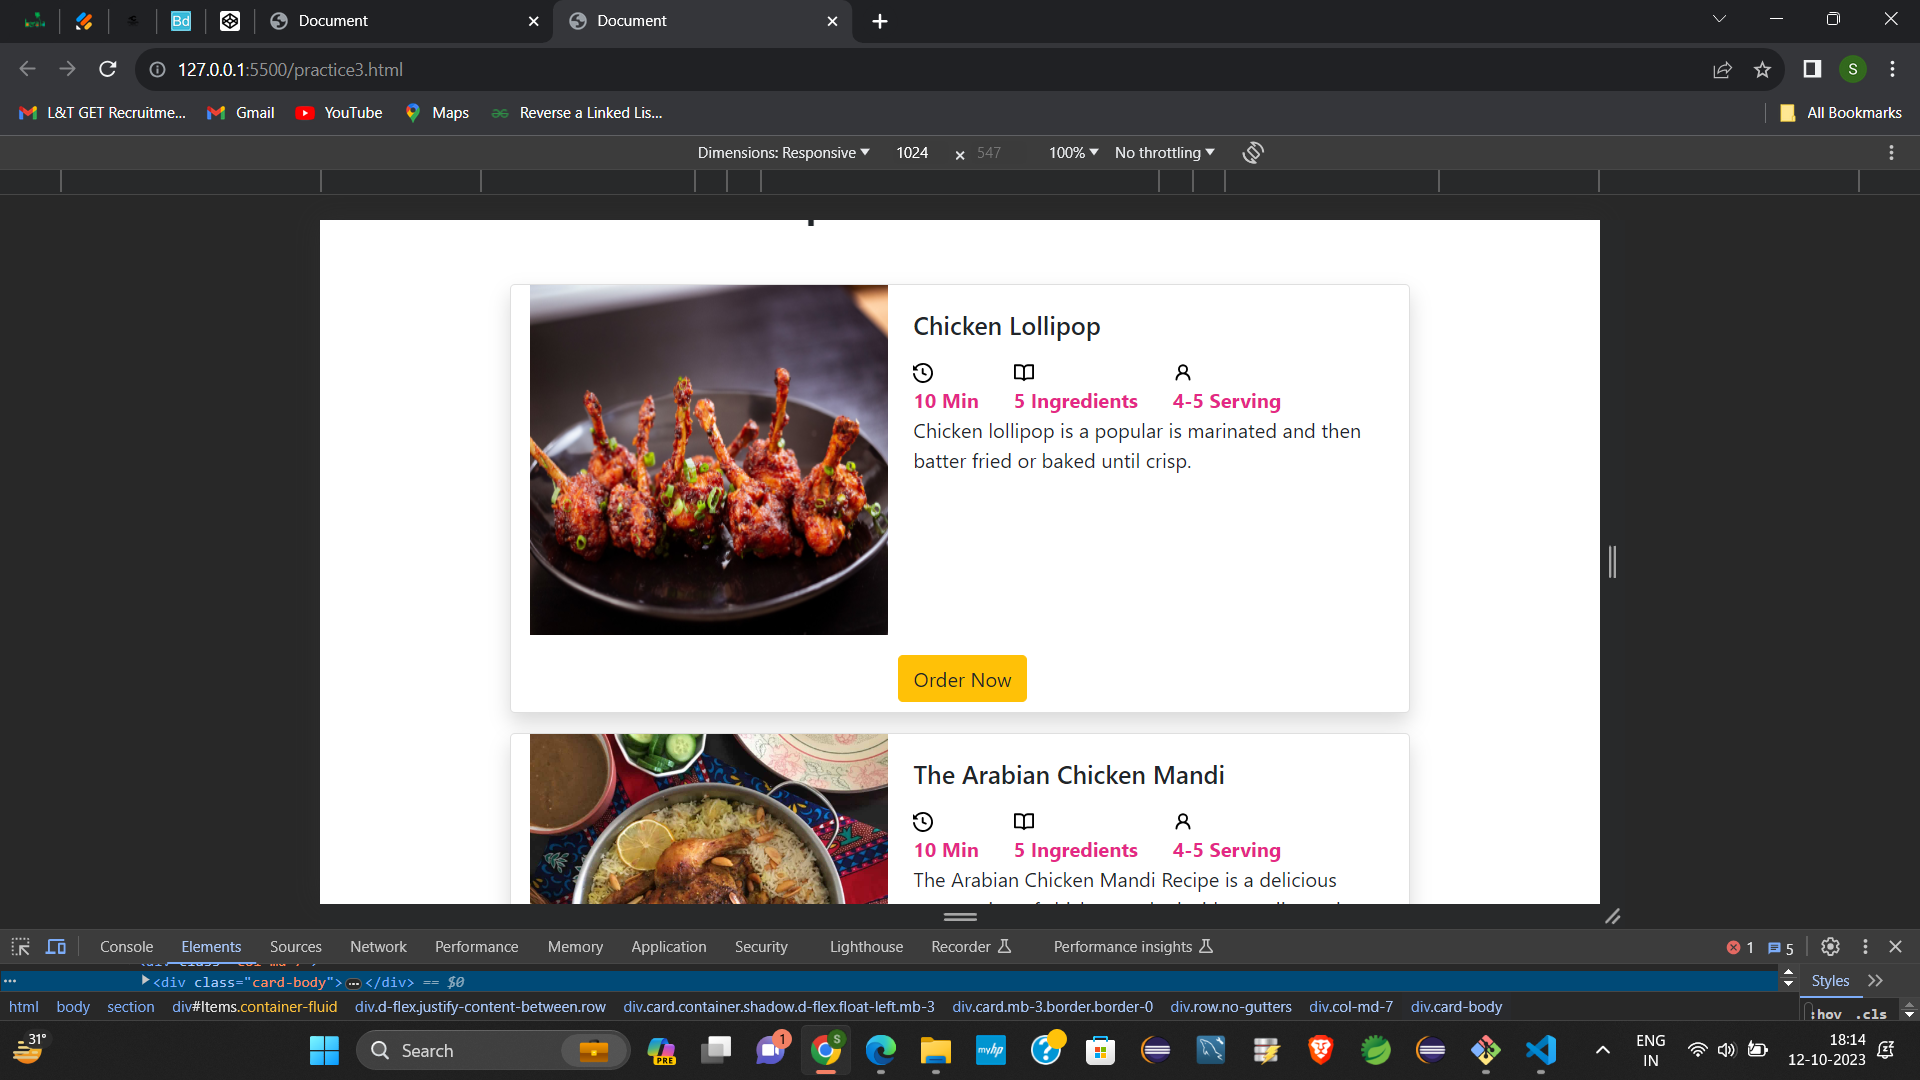 Document
Document
127.0.0.1:5500/practice3.html
S
L&T GET Recruitme...
Gmail
YouTube
Maps
Reverse a Linked Lis...
All Bookmarks
Dimensions: Responsive
1024
547
100%
No throttling
Chicken Lollipop
10 Min
5 Ingredients
4-5 Serving
Chicken lollipop is a popular is marinated and then
batter fried or baked until crisp.
Order Now
The Arabian Chicken Mandi
10 Min
5 Ingredients
4-5 Serving
The Arabian Chicken Mandi Recipe is a delicious
Console
Elements
Sources
Network
Performance
Memory
Application
Security
Lighthouse
Recorder
Performance insights
1
5
<div class="card-body"> … </div> == $0
Styles
html body section div#Items.container-fluid div.d-flex.justify-content-between.row div.card.container.shadow.d-flex.float-left.mb-3 div.card.mb-3.border.border-0 div.row.no-gutters div.col-md-7 div.card-body
:hov .cls
31°
Search
PRE
1
S
myhp
ENG
IN
18:14
12-10-2023